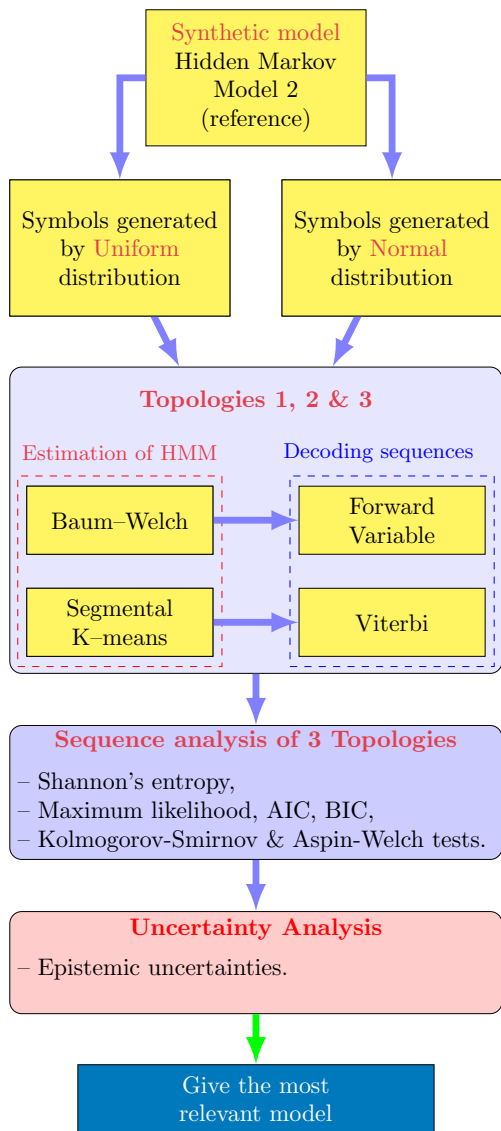 Synthetic model
Hidden Markov
Model 2
(reference)
Symbols generated
by Uniform
distribution
Symbols generated
by Normal
distribution
Topologies 1, 2 & 3
Estimation of HMM
Decoding sequences
Baum–Welch
Forward
Variable
Segmental
K–means
Viterbi
Sequence analysis of 3 Topologies
– Shannon's entropy,
– Maximum likelihood, AIC, BIC,
– Kolmogorov-Smirnov & Aspin-Welch tests.
Uncertainty Analysis
– Epistemic uncertainties.
Give the most
relevant model